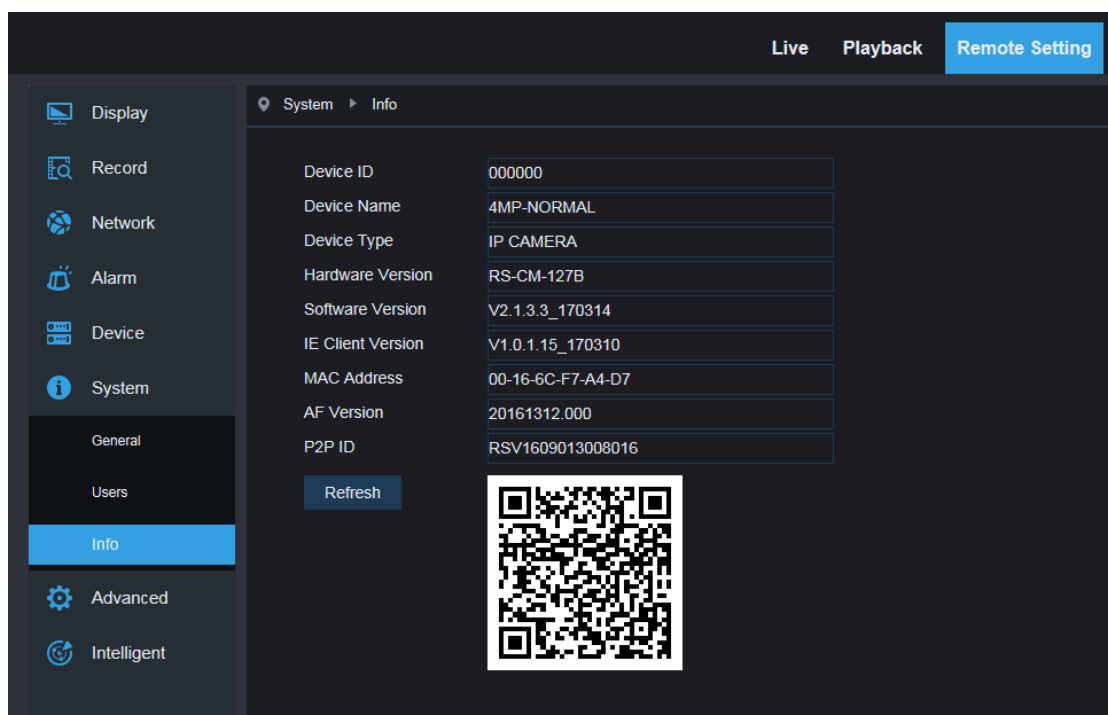 Live Playback Remote Setting
System Info
Display
Record
Network
Alarm
Device
System
General
Users
Info
Advanced
Intelligent
Device ID 000000
Device Name 4MP-NORMAL
Device Type IP CAMERA
Hardware Version RS-CM-127B
Software Version V2.1.3.3_170314
IE Client Version V1.0.1.15_170310
MAC Address 00-16-6C-F7-A4-D7
AF Version 20161312.000
P2P ID RSV1609013008016
Refresh